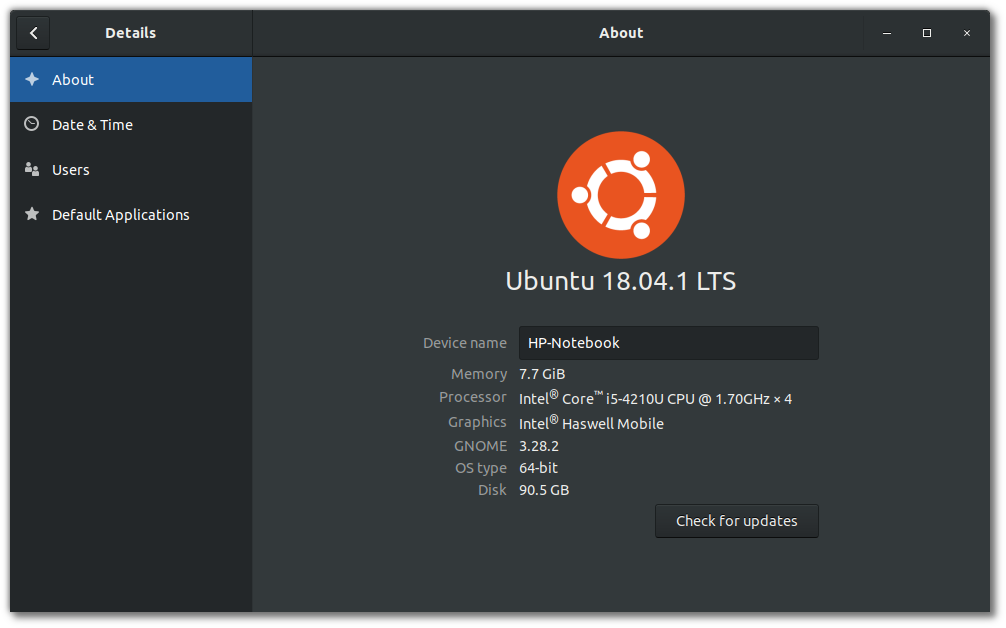 Details
About
About
Date & Time
Users
Default Applications
Ubuntu 18.04.1 LTS
Device name HP-Notebook
Memory 7.7 GiB
Processor Intel® Core™ i5-4210U CPU @ 1.70GHz × 4
Graphics Intel® Haswell Mobile
GNOME 3.28.2
OS type 64-bit
Disk 90.5 GB
Check for updates